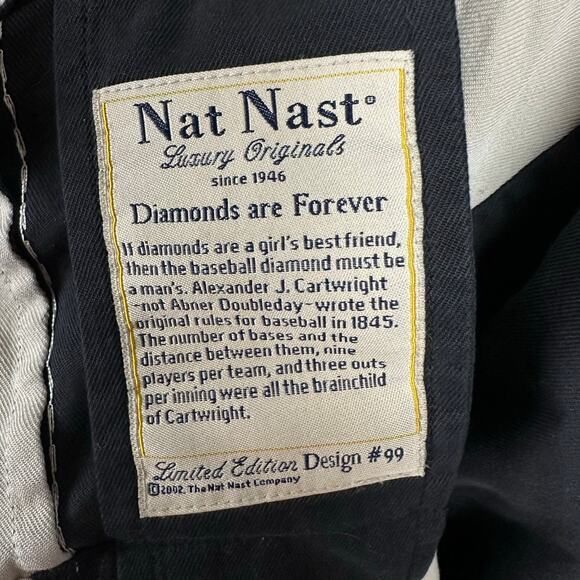 Nat Nast®
Luxury Originals
since 1946
Diamonds are Forever
If diamonds are a girl's best friend,
then the baseball diamond must be
a man's. Alexander J. Cartwright
-not Abner Doubleday-wrote the
original rules for baseball in 1845.
The number of bases and the
distance between them, nine
players per team, and three outs
per inning were all the brainchild
of Cartwright.
Limited Edition Design #99
©2002, The Nat Nast Company